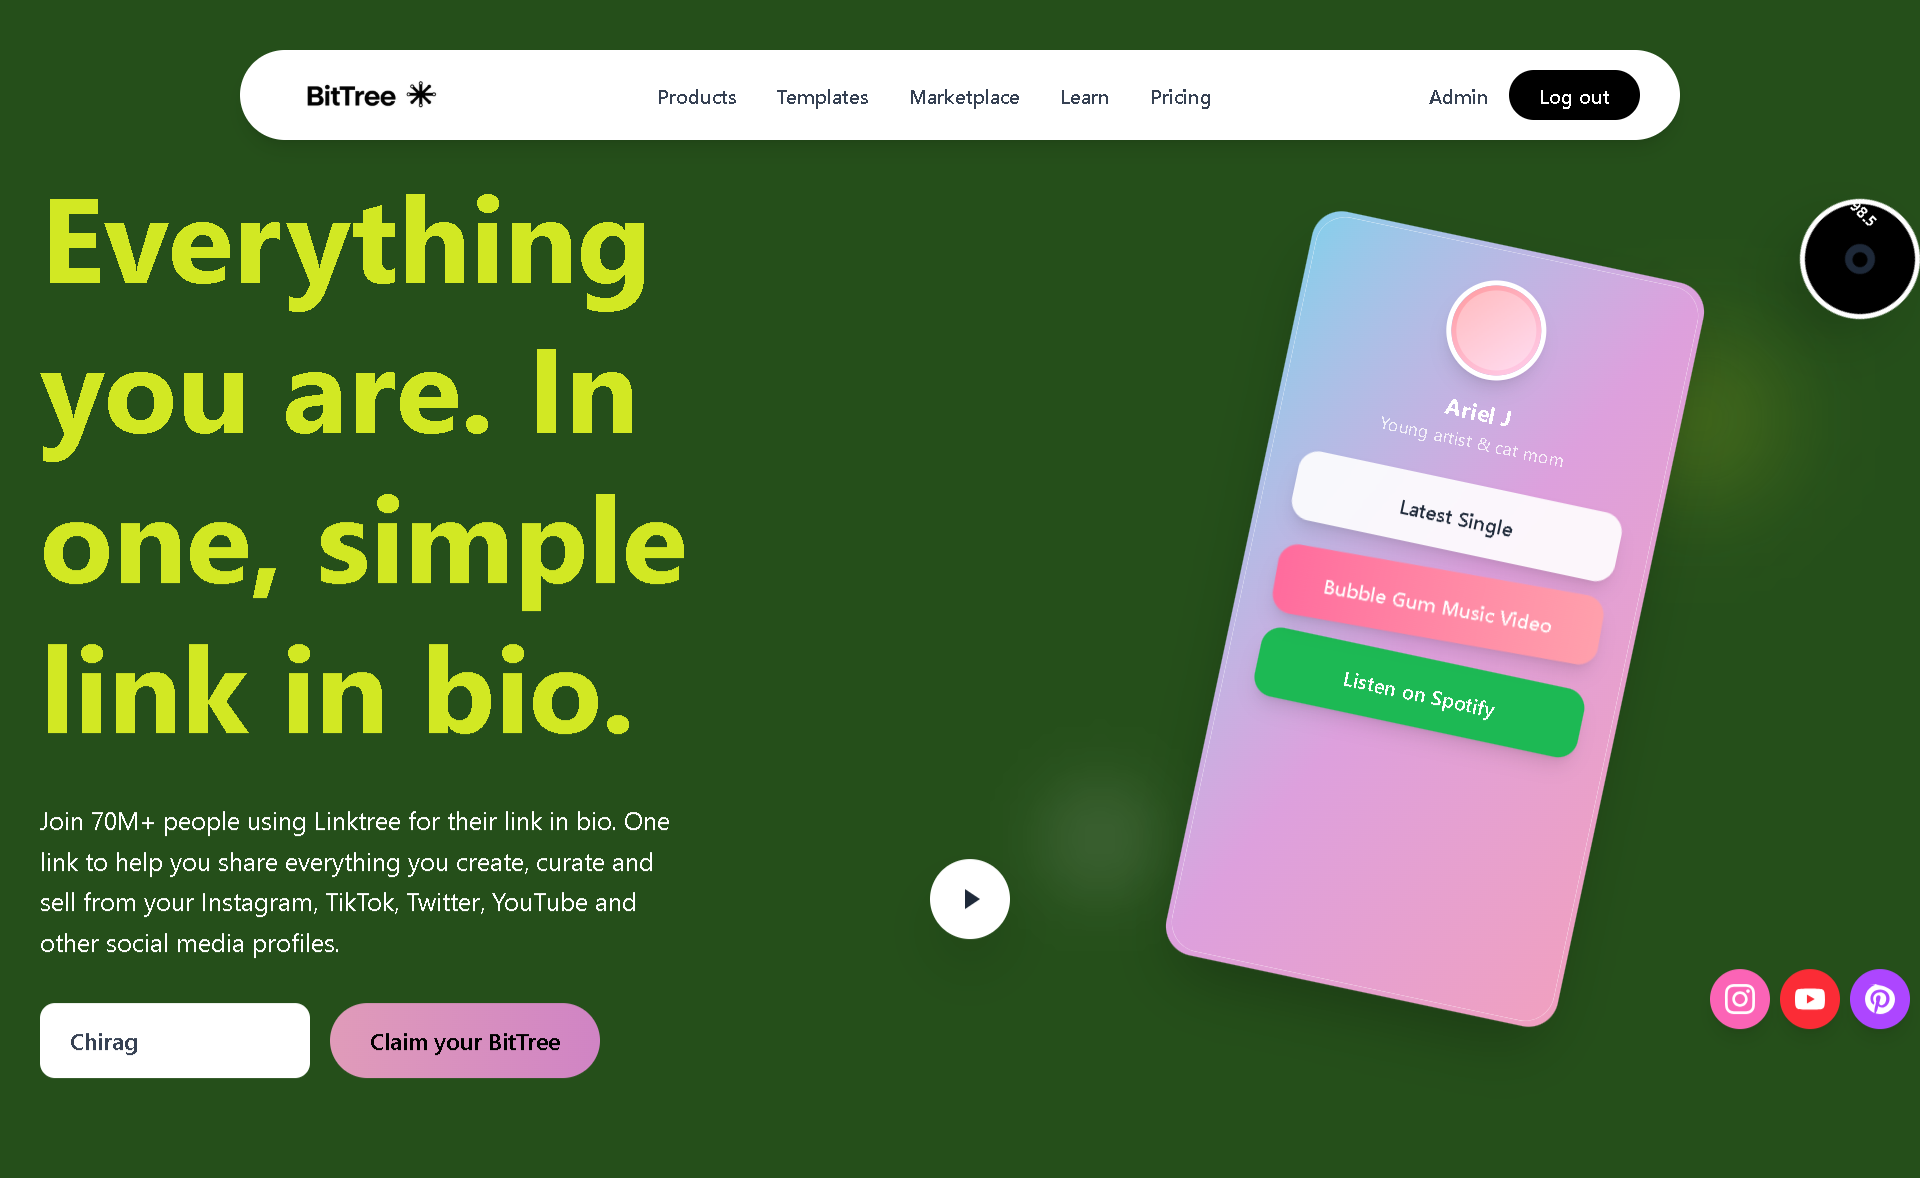 BitTree
Products
Templates
Marketplace
Learn
Pricing
Admin
Log out
Everything
you are. In
one, simple
link in bio.
Join 70M+ people using Linktree for their link in bio. One
link to help you share everything you create, curate and
sell from your Instagram, TikTok, Twitter, YouTube and
other social media profiles.
Chirag
Claim your BitTree
98.5
Ariel J
Young artist & cat mom
Latest Single
Bubble Gum Music Video
Listen on Spotify